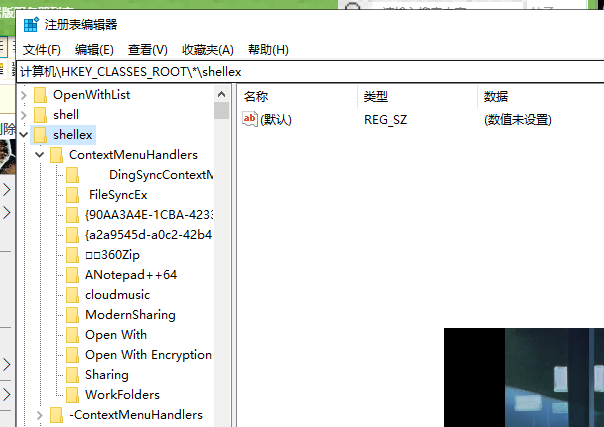 注册表编辑器
文件(F) 编辑(E) 查看(V) 收藏夹(A) 帮助(H)
计算机\HKEY_CLASSES_ROOT\*\shellex
名称 类型 数据
ab (默认) REG_SZ (数值未设置)
OpenWithList
shell
shellex
ContextMenuHandlers
DingSyncContextM
FileSyncEx
{90AA3A4E-1CBA-4233
{a2a9545d-a0c2-42b4
□□360Zip
ANotepad++64
cloudmusic
ModernSharing
Open With
Open With Encryption
Sharing
WorkFolders
-ContextMenuHandlers